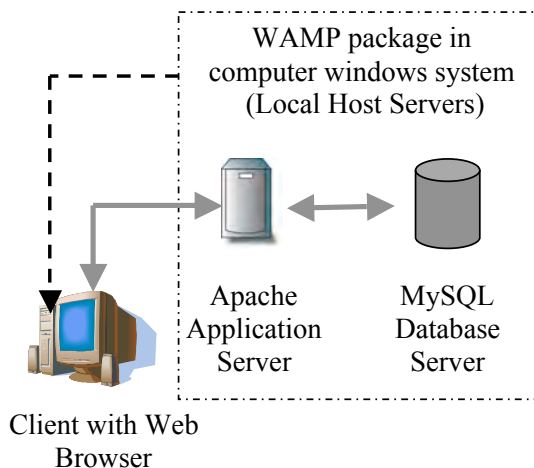 WAMP package in
computer windows system
(Local Host Servers)
Apache
Application
Server
MySQL
Database
Server
Client with Web
Browser